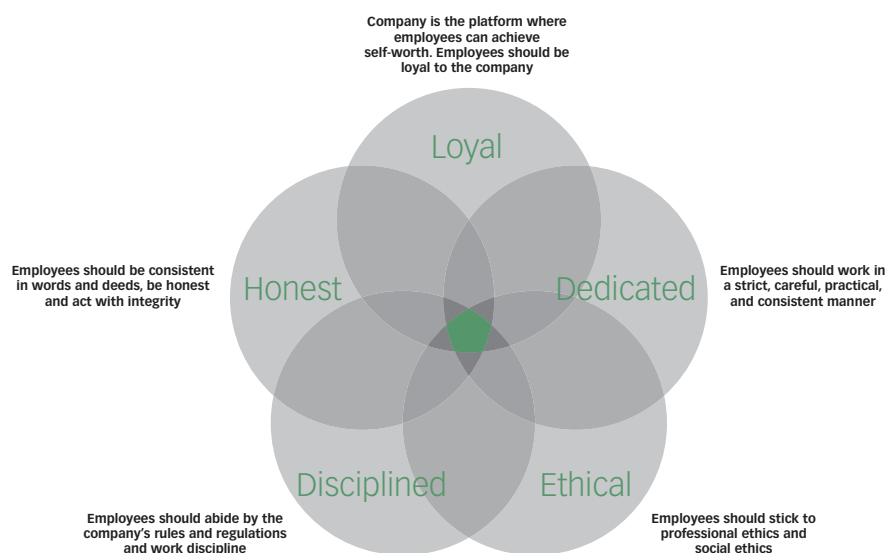 Company is the platform where
employees can achieve
self-worth. Employees should be
loyal to the company
Loyal
Employees should be consistent
in words and deeds, be honest
and act with integrity
Honest
Dedicated
Employees should work in
a strict, careful, practical,
and consistent manner
Disciplined
Ethical
Employees should abide by the
company's rules and regulations
and work discipline
Employees should stick to
professional ethics and
social ethics